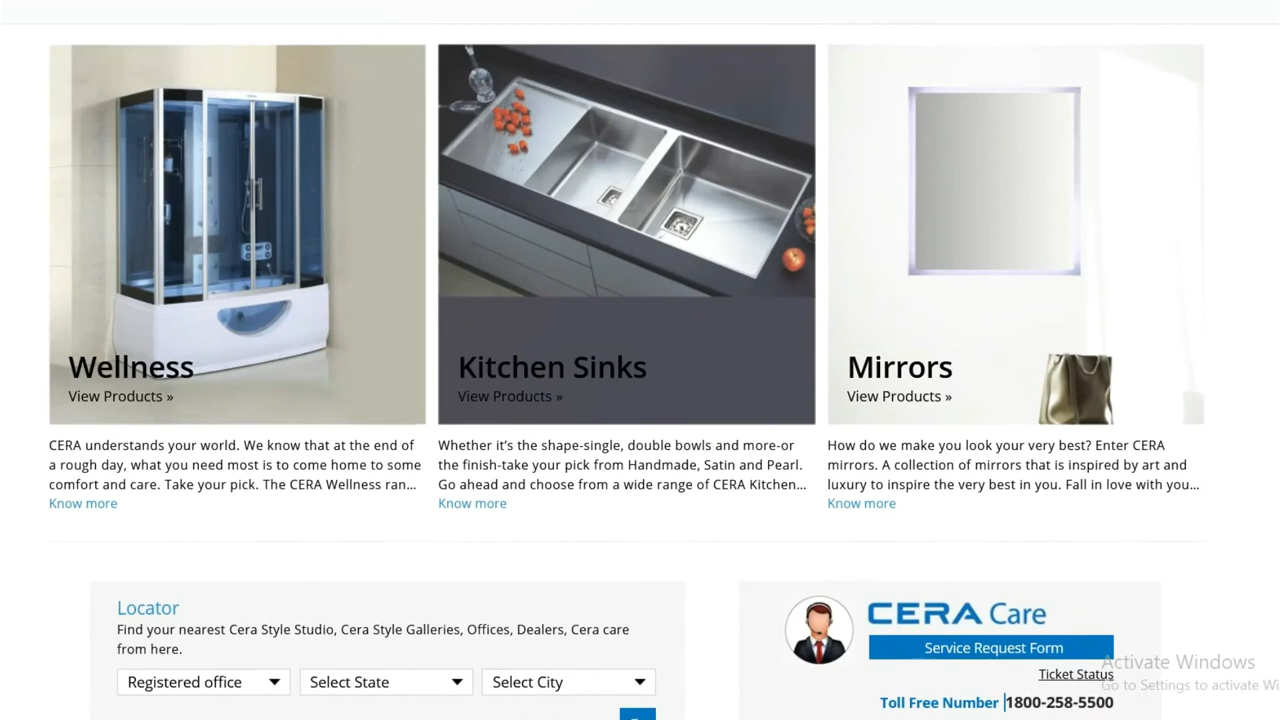 Wellness
View Products »
Kitchen Sinks
View Products »
Mirrors
View Products »
CERA understands your world. We know that at the end of
a rough day, what you need most is to come home to some
comfort and care. Take your pick. The CERA Wellness ran...
Know more
Whether it’s the shape-single, double bowls and more-or
the finish-take your pick from Handmade, Satin and Pearl.
Go ahead and choose from a wide range of CERA Kitchen...
Know more
How do we make you look your very best? Enter CERA
mirrors. A collection of mirrors that is inspired by art and
luxury to inspire the very best in you. Fall in love with you...
Know more
Locator
Find your nearest Cera Style Studio, Cera Style Galleries, Offices, Dealers, Cera care
from here.
Registered office
Select State
Select City
CERA Care
Service Request Form
Ticket Status
Toll Free Number 1800-258-5500
Activate Windows
Go to Settings to activate Wi